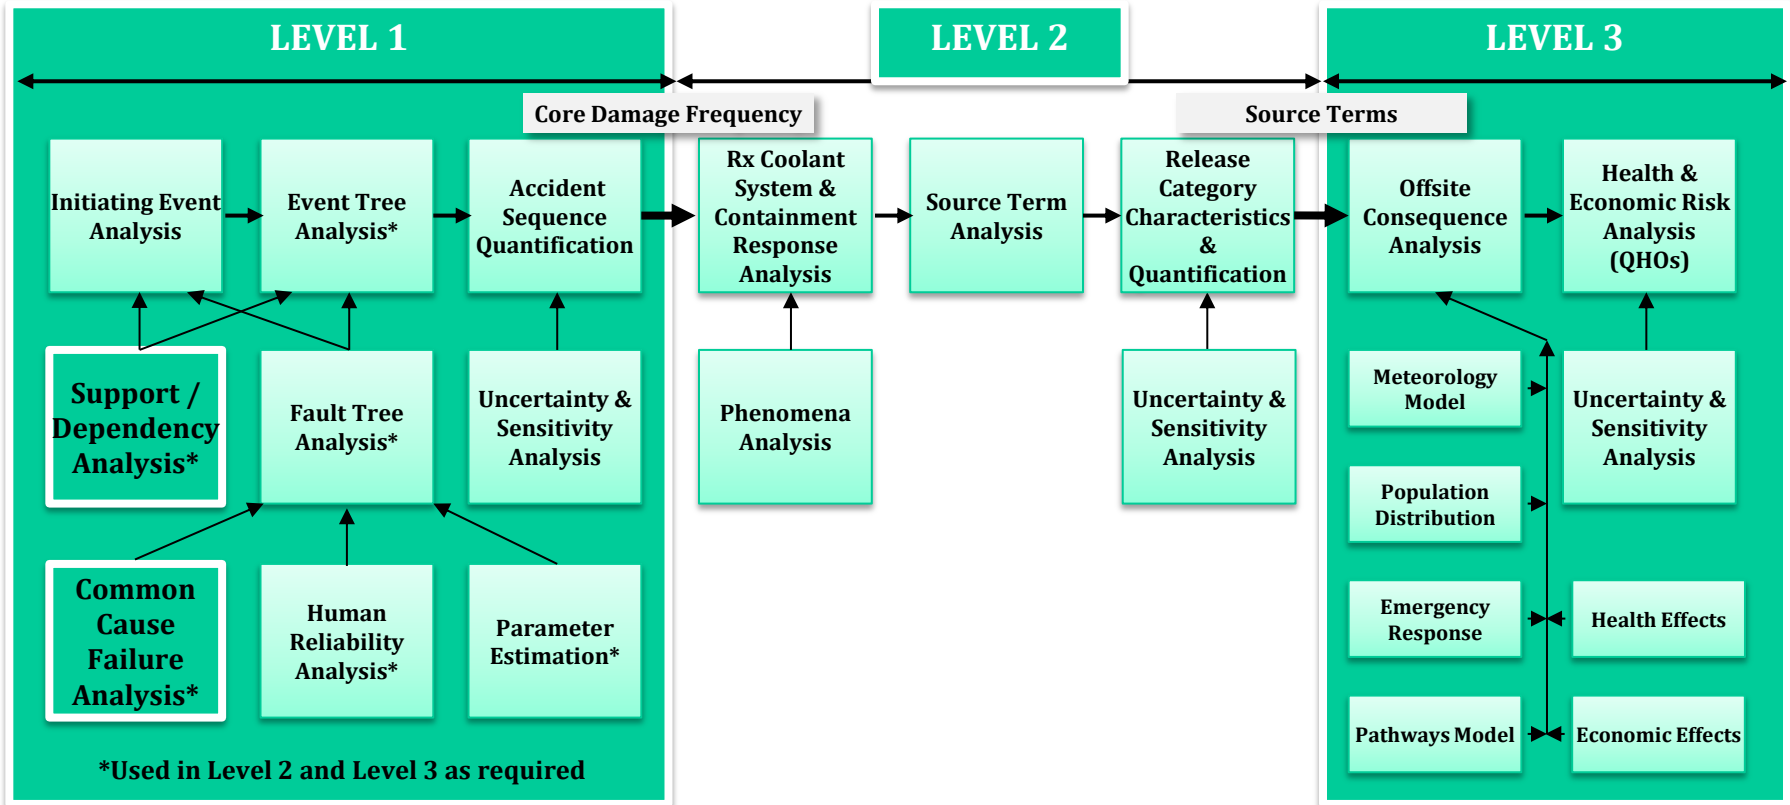 LEVEL 1
LEVEL 2
LEVEL 3
Core Damage Frequency
Source Terms
Initiating Event
Analysis
Event Tree
Analysis*
Accident
Sequence
Quantification
Rx Coolant
System &
Containment
Response
Analysis
Source Term
Analysis
Release
Category
Characteristics
&
Quantification
Offsite
Consequence
Analysis
Health &
Economic Risk
Analysis
(QHOs)
Support /
Dependency
Analysis*
Fault Tree
Analysis*
Uncertainty &
Sensitivity
Analysis
Phenomena
Analysis
Uncertainty &
Sensitivity
Analysis
Meteorology
Model
Uncertainty &
Sensitivity
Analysis
Population
Distribution
Common
Cause
Failure
Analysis*
Human
Reliability
Analysis*
Parameter
Estimation*
Emergency
Response
Health Effects
Pathways Model
Economic Effects
*Used in Level 2 and Level 3 as required